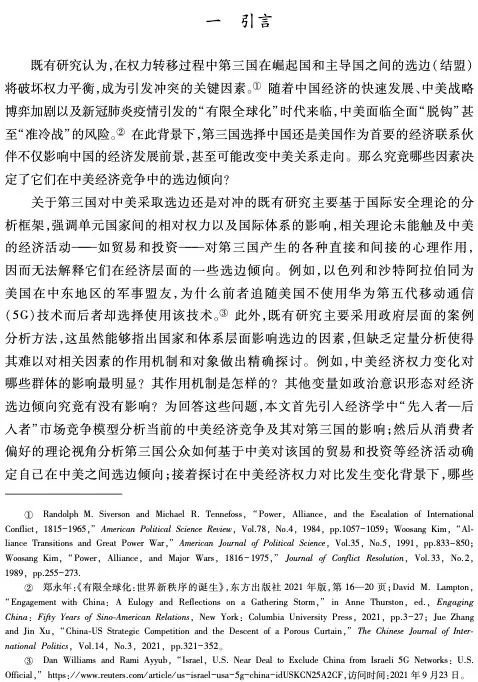 一 引言
既有研究认为,在权力转移过程中第三国在崛起国和主导国之间的选边(结盟)
将破坏权力平衡,成为引发冲突的关键因素。① 随着中国经济的快速发展、中美战略
博弈加剧以及新冠肺炎疫情引发的“有限全球化”时代来临,中美面临全面“脱钩”甚
至“准冷战”的风险。② 在此背景下,第三国选择中国还是美国作为首要的经济联系伙
伴不仅影响中国的经济发展前景,甚至可能改变中美关系走向。那么究竟哪些因素决
定了它们在中美经济竞争中的选边倾向?
关于第三国对中美采取选边还是对冲的既有研究主要基于国际安全理论的分
析框架,强调单元国家间的相对权力以及国际体系的影响,相关理论未能触及中美
的经济活动——如贸易和投资——对第三国产生的各种直接和间接的心理作用,
因而无法解释它们在经济层面的一些选边倾向。例如,以色列和沙特阿拉伯同为
美国在中东地区的军事盟友,为什么前者追随美国不使用华为第五代移动通信
(5G)技术而后者却选择使用该技术。③ 此外,既有研究主要采用政府层面的案例
分析方法,这虽然能够指出国家和体系层面影响选边的因素,但缺乏定量分析使得
其难以对相关因素的作用机制和对象做出精确探讨。例如,中美经济权力变化对
哪些群体的影响最明显?其作用机制是怎样的?其他变量如政治意识形态对经济
选边倾向究竟有没有影响?为回答这些问题,本文首先引入经济学中“先入者—后
入者”市场竞争模型分析当前的中美经济竞争及其对第三国的影响;然后从消费者
偏好的理论视角分析第三国公众如何基于中美对该国的贸易和投资等经济活动确
定自己在中美之间选边倾向;接着探讨在中美经济权力对比发生变化背景下,哪些
① Randolph M. Siverson and Michael R. Tennefoss, “Power, Alliance, and the Escalation of International
Conflict, 1815-1965,” American Political Science Review, Vol.78, No.4, 1984, pp.1057-1059; Woosang Kim, “Al-
liance Transitions and Great Power War,” American Journal of Political Science, Vol.35, No.5, 1991, pp.833-850;
Woosang Kim, “Power, Alliance, and Major Wars, 1816-1975,” Journal of Conflict Resolution, Vol.33, No.2,
1989, pp.255-273.
② 郑永年:《有限全球化:世界新秩序的诞生》,东方出版社 2021 年版,第 16—20 页;David M. Lampton,
“Engagement with China: A Eulogy and Reflections on a Gathering Storm,” in Anne Thurston, ed., Engaging
China: Fifty Years of Sino-American Relations, New York: Columbia University Press, 2021, pp.3-27; Jue Zhang
and Jin Xu, “China-US Strategic Competition and the Descent of a Porous Curtain,” The Chinese Journal of Inter-
national Politics, Vol.14, No.3, 2021, pp.321-352。
③ Dan Williams and Rami Ayyub, “Israel, U.S. Near Deal to Exclude China from Israeli 5G Networks: U.S.
Official,” https://www.reuters.com/article/us-israel-usa-5g-china-idUSKCN25A2CF,访问时间:2021 年 9 月 23 日。